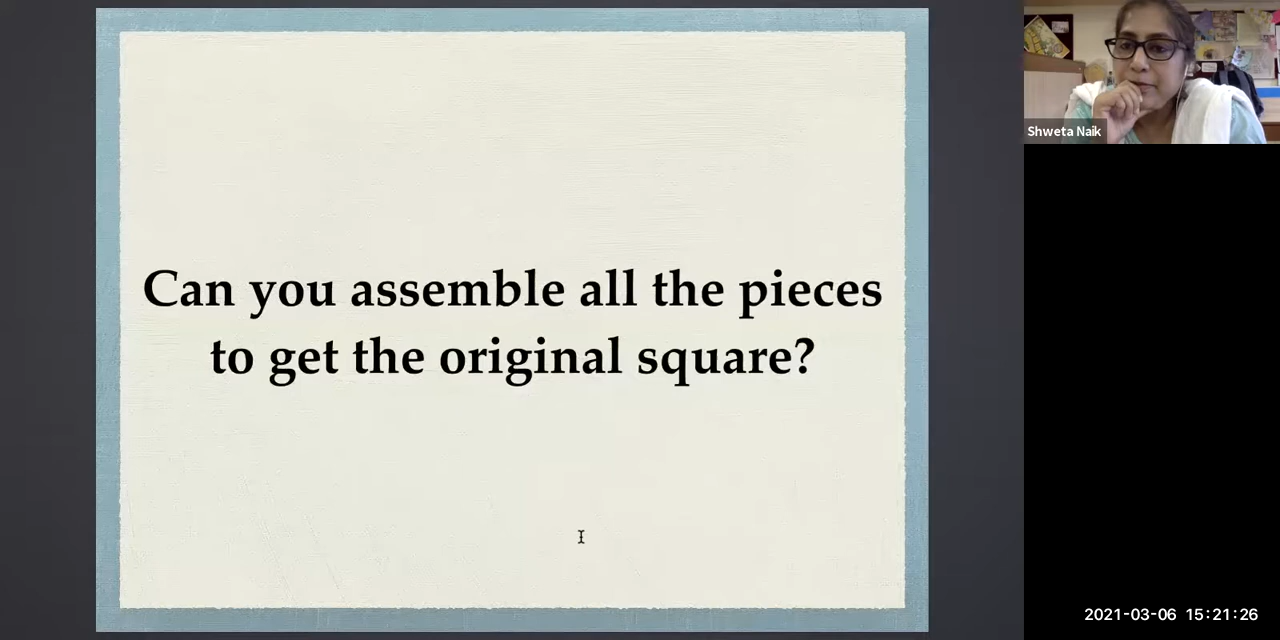 Can you assemble all the pieces
to get the original square?
Shweta Naik
2021-03-06 15:21:26